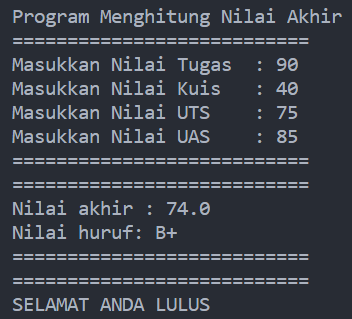 Program Menghitung Nilai Akhir
===========================
Masukkan Nilai Tugas  : 90
Masukkan Nilai Kuis   : 40
Masukkan Nilai UTS    : 75
Masukkan Nilai UAS    : 85
===========================
===========================
Nilai akhir : 74.0
Nilai huruf: B+
===========================
===========================
SELAMAT ANDA LULUS